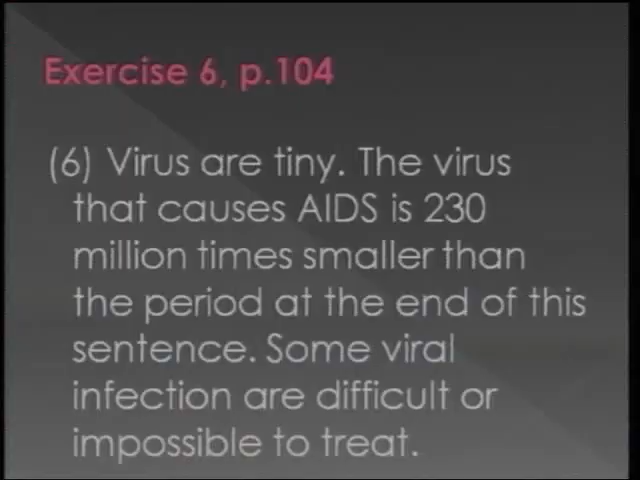 Exercise 6, p.104
(6) Virus are tiny. The virus
that causes AIDS is 230
million times smaller than
the period at the end of this
sentence. Some viral
infection are difficult or
impossible to treat.